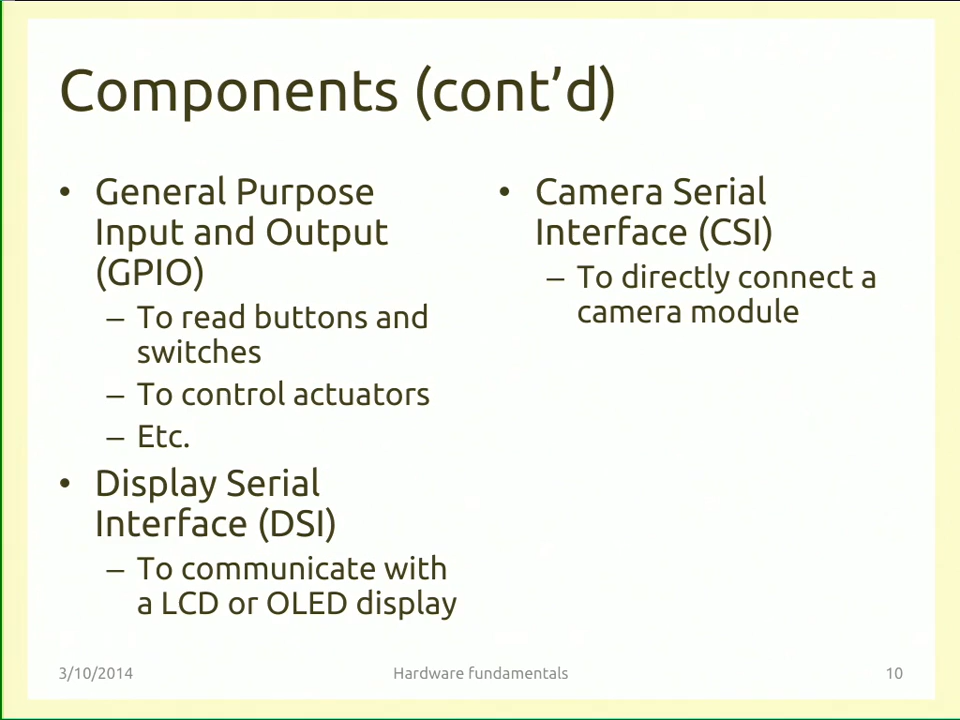 Components (cont’d)
• General Purpose
Input and Output
(GPIO)
– To read buttons and
switches
– To control actuators
– Etc.
• Display Serial
Interface (DSI)
– To communicate with
a LCD or OLED display
• Camera Serial
Interface (CSI)
– To directly connect a
camera module
3/10/2014
Hardware fundamentals
10